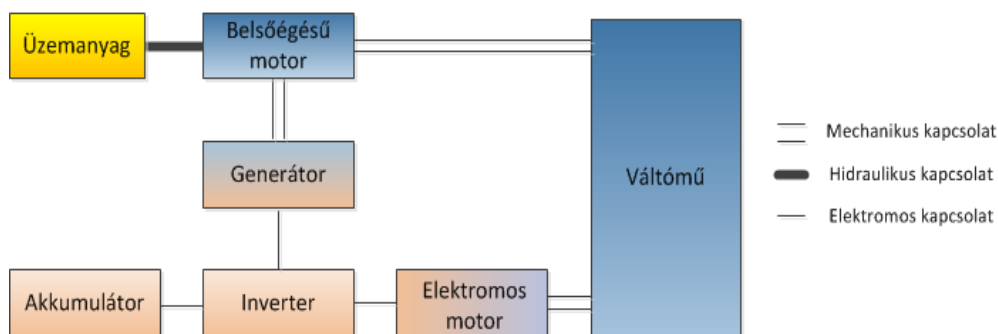 Üzemanyag
Belsőégésű
motor
Generátor
Váltómű
Akkumulátor
Inverter
Elektromos
motor
Mechanikus kapcsolat
Hidraulikus kapcsolat
Elektromos kapcsolat